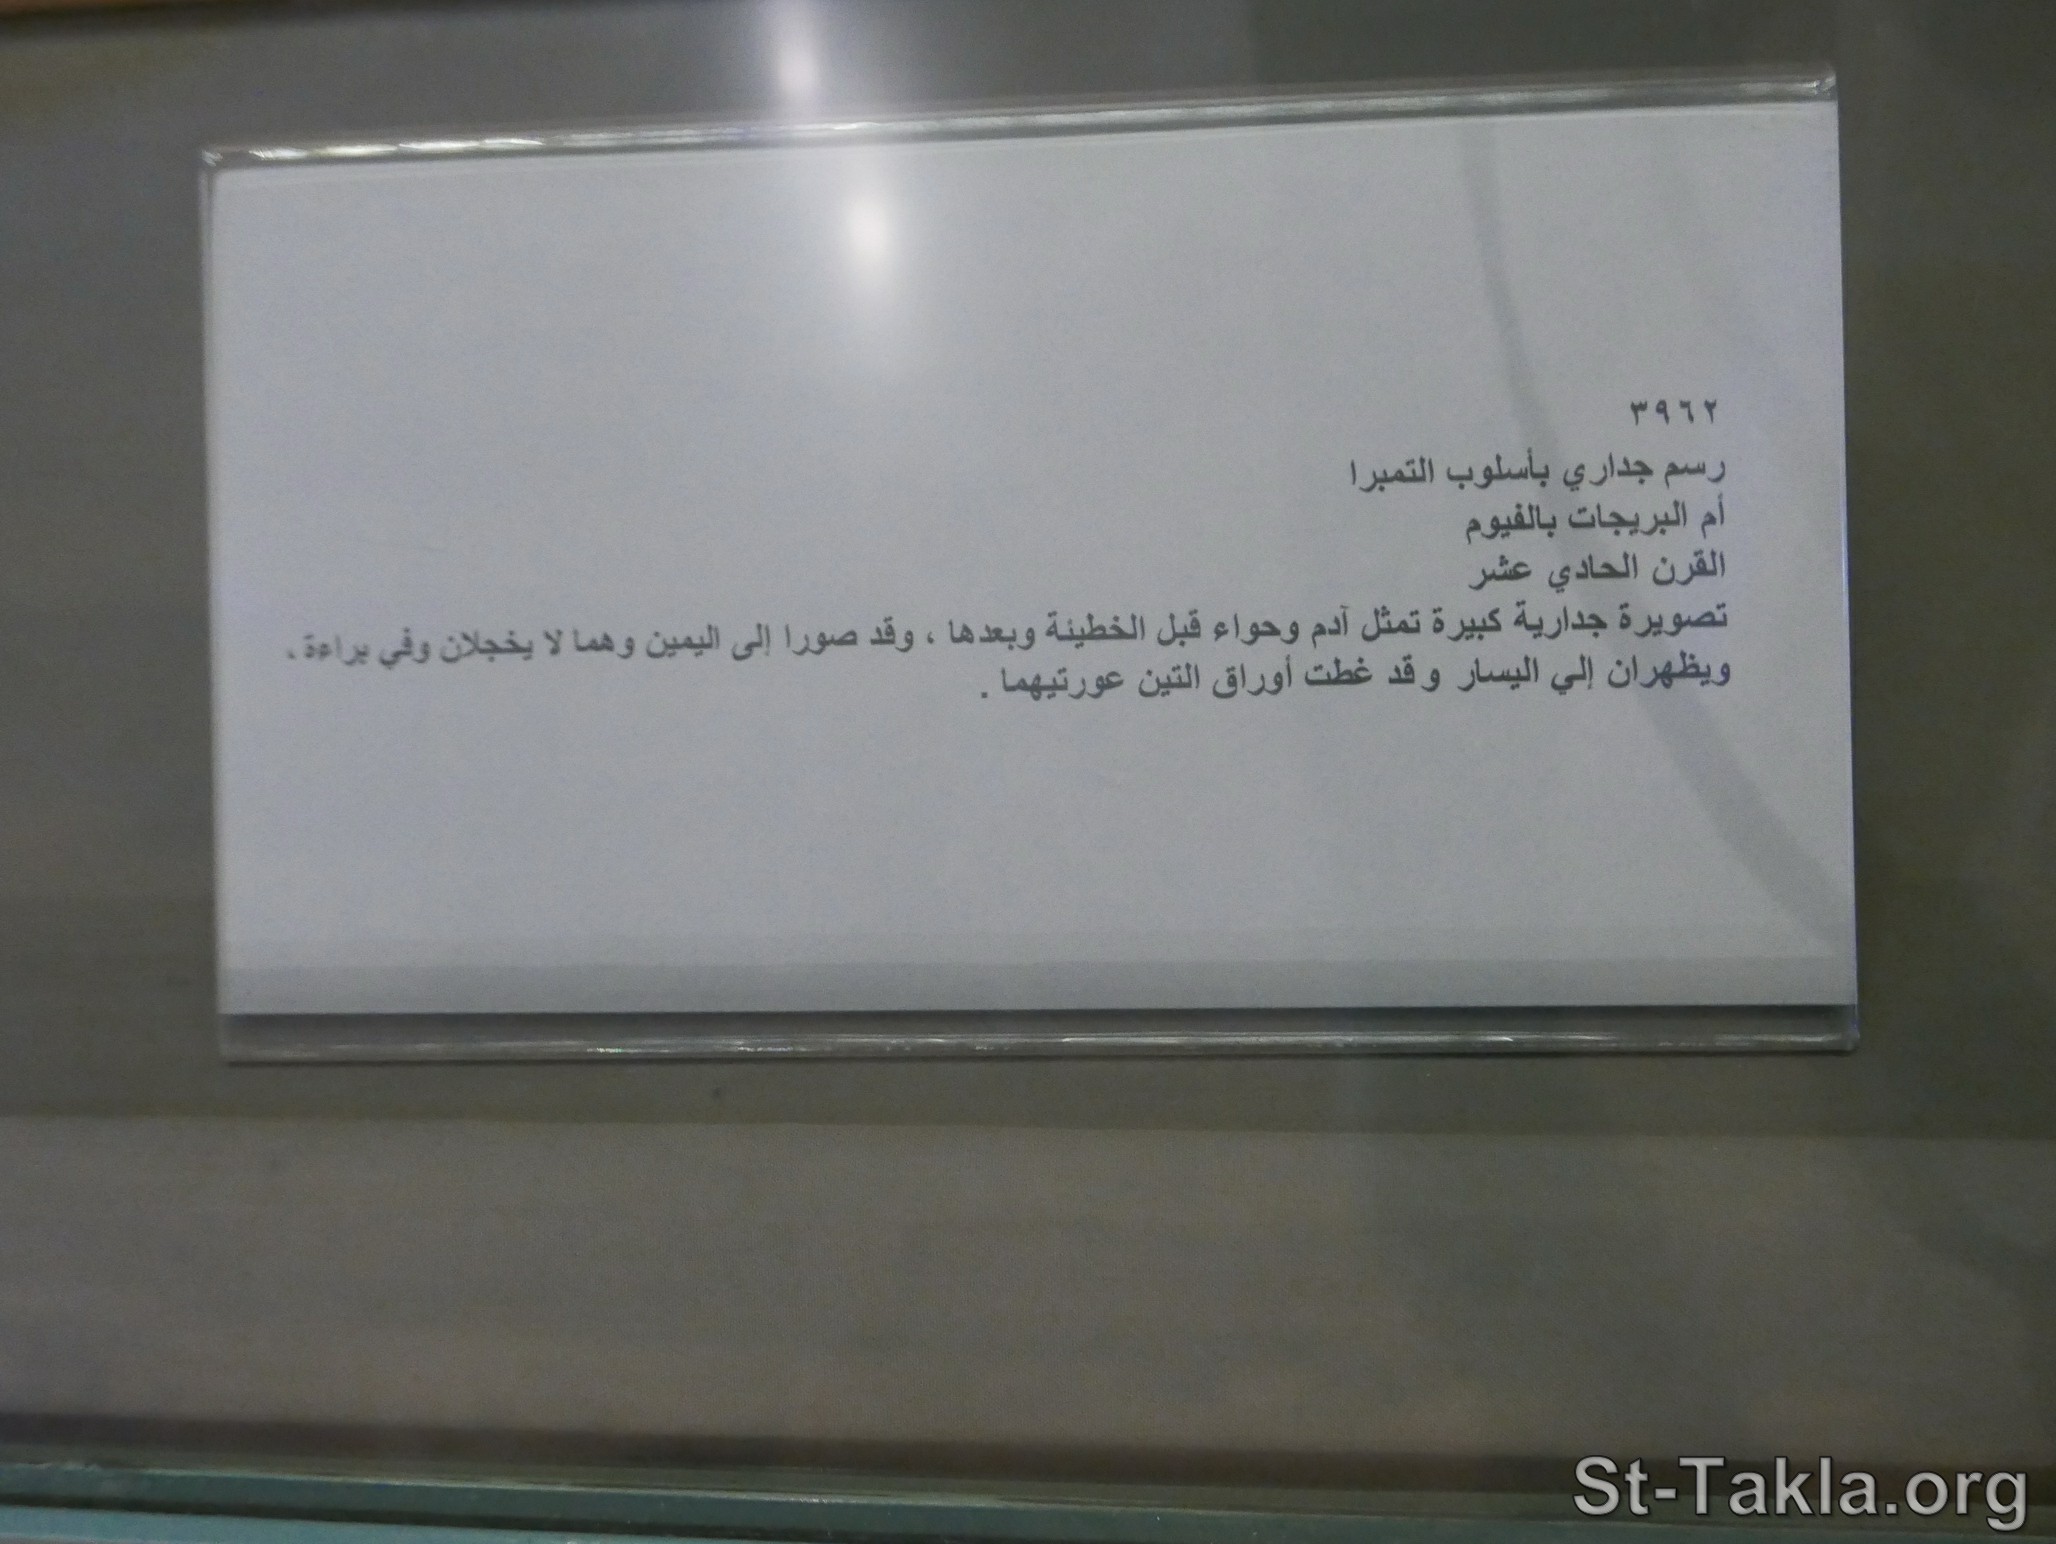 ٣٩٦٢
رسم جداري بأسلوب التمبرا
أم البريجات بالفيوم
القرن الحادي عشر
تصويرة جدارية كبيرة تمثل آدم وحواء قبل الخطيئة وبعدها ، وقد صورا إلى اليمين وهما لا يخجلان وفي براءة ،
ويظهران إلي اليسار وقد غطت أوراق التين عورتيهما .
St-Takla.org